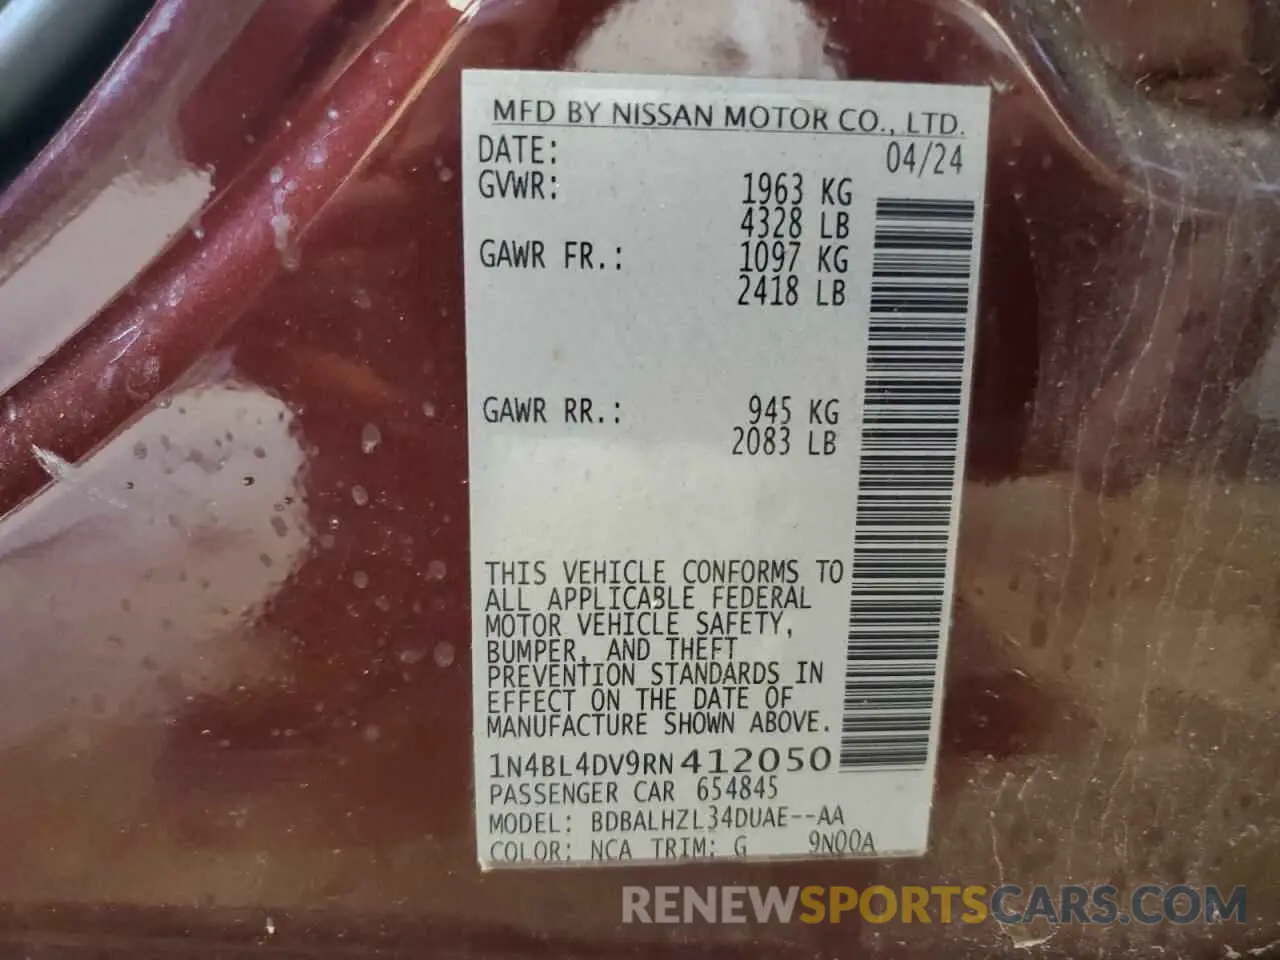 MFD BY NISSAN MOTOR CO., LTD.
DATE: 04/24
GVWR: 1963 KG
4328 LB
GAWR FR.: 1097 KG
2418 LB
GAWR RR.: 945 KG
2083 LB
THIS VEHICLE CONFORMS TO
ALL APPLICABLE FEDERAL
MOTOR VEHICLE SAFETY,
BUMPER, AND THEFT
PREVENTION STANDARDS IN
EFFECT ON THE DATE OF
MANUFACTURE SHOWN ABOVE.
1N4BL4DV9RN412050
PASSENGER CAR 654845
MODEL: BDBALHZL34DUAE--AA
COLOR: NCA TRIM: G 9N00A
RENEWSPORTSCARS.COM